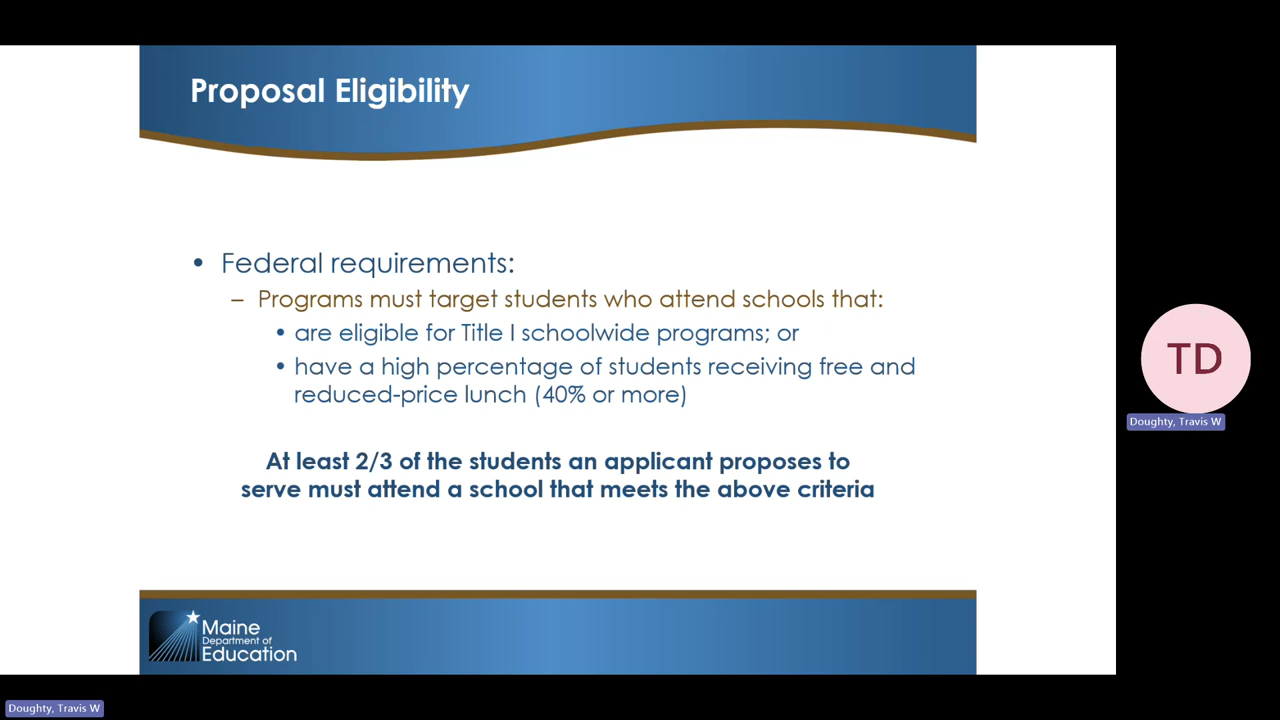 Proposal Eligibility
• Federal requirements:
– Programs must target students who attend schools that:
• are eligible for Title I schoolwide programs; or
• have a high percentage of students receiving free and
reduced-price lunch (40% or more)
At least 2/3 of the students an applicant proposes to
serve must attend a school that meets the above criteria
Maine
Department of
Education
TD
Doughty, Travis W
Doughty, Travis W